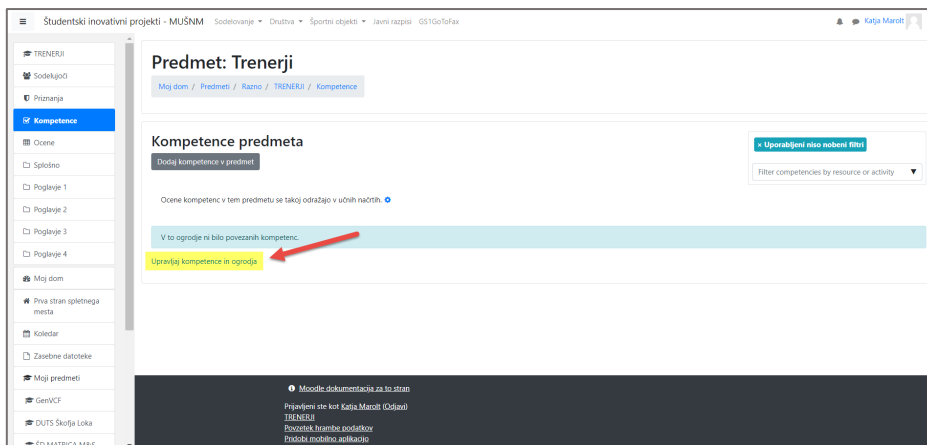 Študentski inovativni projekti - MUŠNM Sodelovanje Društva Športni objekti Javni razpisi GS1GoToFax Katja Marolt
TRENERJI
Sodelujoči
Priznanja
Kompetence
Ocene
Splošno
Poglavje 1
Poglavje 2
Poglavje 3
Poglavje 4
Moj dom
Prva stran spletnega
mesta
Koledar
Zasebne datoteke
Moji predmeti
GenVCF
DUTS Škofja Loka
ŠD MATRICA M&S
Predmet: Trenerji
Moj dom / Predmeti / Razno / TRENERJI / Kompetence
Kompetence predmeta
Dodaj kompetence v predmet
× Uporabljeni niso nobeni filtri
Filter competencies by resource or activity
Ocene kompetenc v tem predmetu se takoj odražajo v učnih načrtih.
V to ogrodje ni bilo povezanih kompetenc.
Upravljaj kompetence in ogrodja
Moodle dokumentacija za to stran
Prijavljeni ste kot Katja Marolt (Odjavi)
TRENERJI
Povzetek hrambe podatkov
Pridobi mobilno aplikacijo